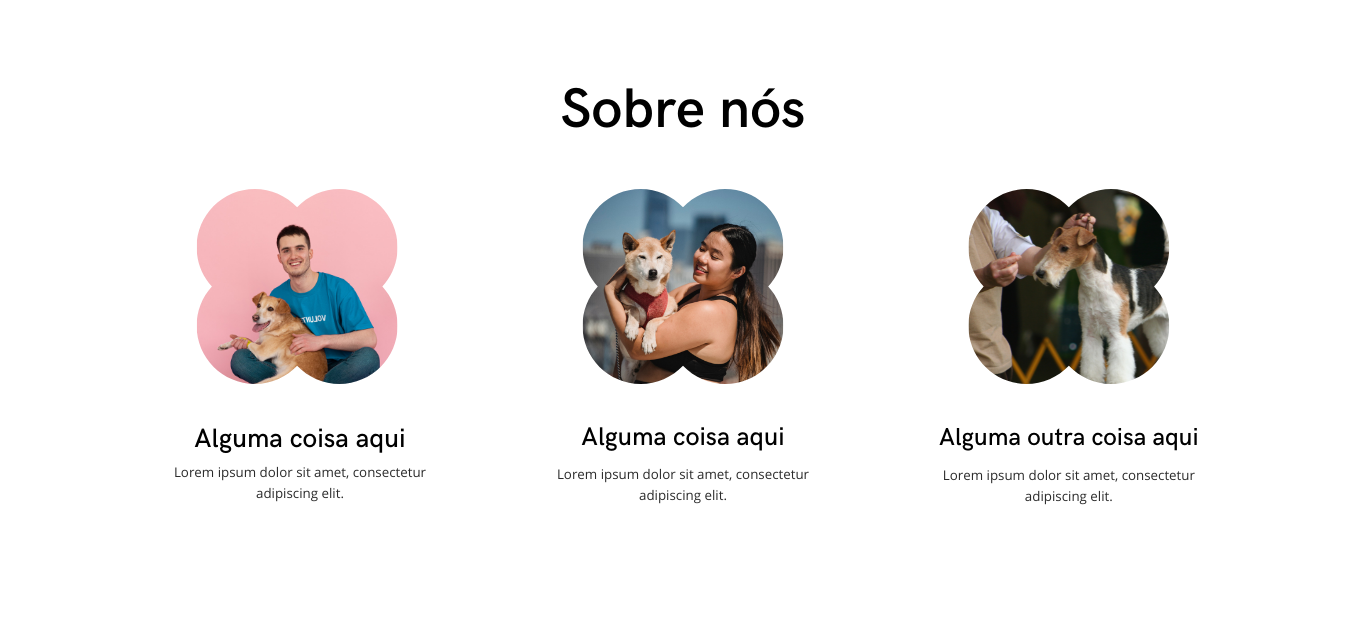 Sobre nós
Alguma coisa aqui
Lorem ipsum dolor sit amet, consectetur
adipiscing elit.
Alguma coisa aqui
Lorem ipsum dolor sit amet, consectetur
adipiscing elit.
Alguma outra coisa aqui
Lorem ipsum dolor sit amet, consectetur
adipiscing elit.